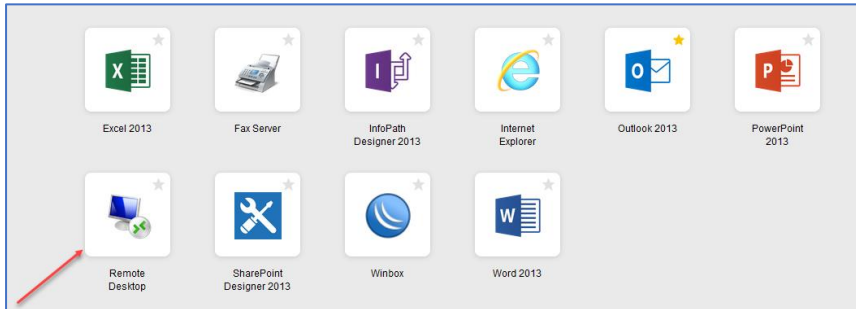 Excel 2013
Fax Server
InfoPath
Designer 2013
Internet
Explorer
Outlook 2013
PowerPoint
2013
Remote
Desktop
SharePoint
Designer 2013
Winbox
Word 2013